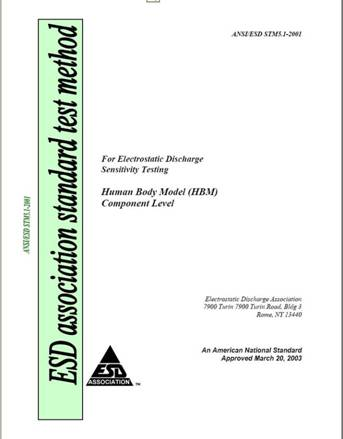 ANSI/ESD STM5.1-2001
ESD association standard test method
ANSI/ESD STM5.1-2001
For Electrostatic Discharge
Sensitivity Testing
Human Body Model (HBM)
Component Level
Electrostatic Discharge Association
7900 Turin 7900 Turin Road, Bldg 3
Rome, NY 13440
An American National Standard
Approved March 20, 2003
ESD
ASSOCIATION
TM